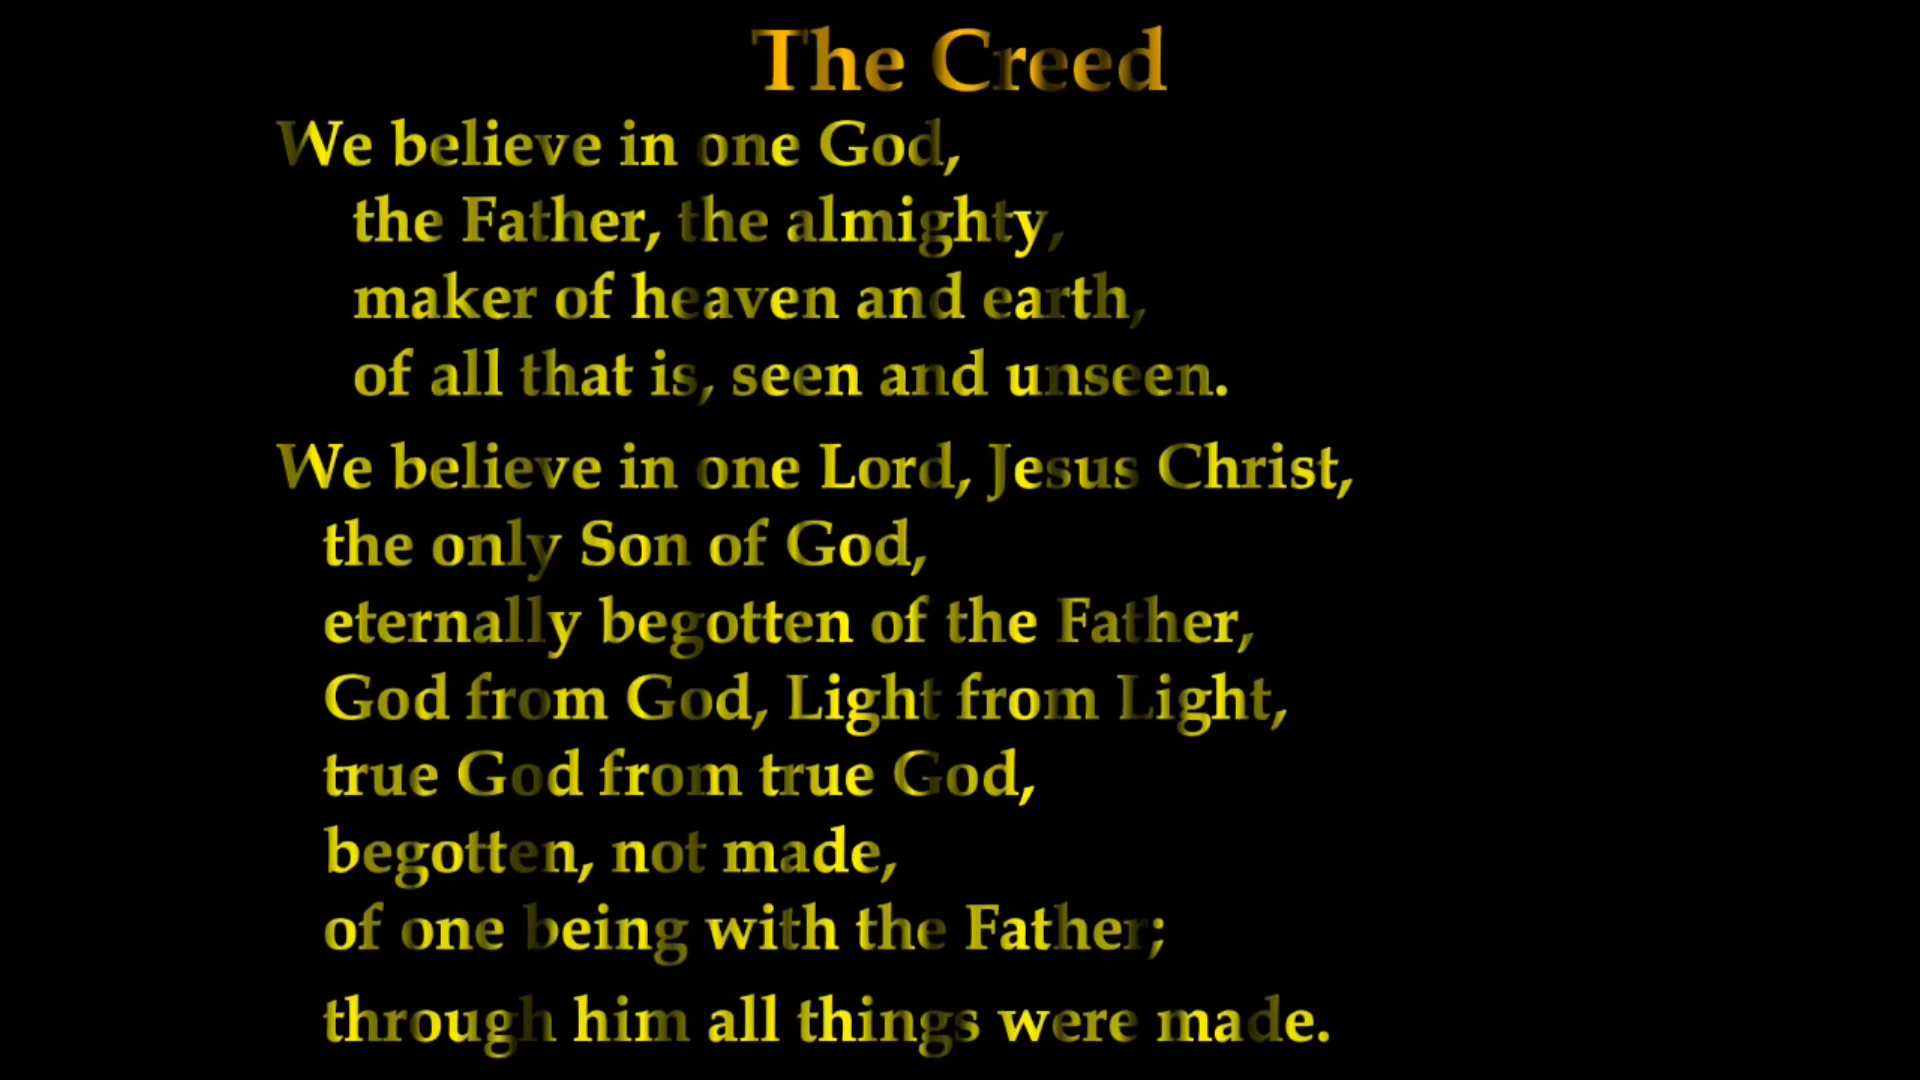 The Creed
We believe in one God,
the Father, the almighty,
maker of heaven and earth,
of all that is, seen and unseen.
We believe in one Lord, Jesus Christ,
the only Son of God,
eternally begotten of the Father,
God from God, Light from Light,
true God from true God,
begotten, not made,
of one being with the Father;
through him all things were made.